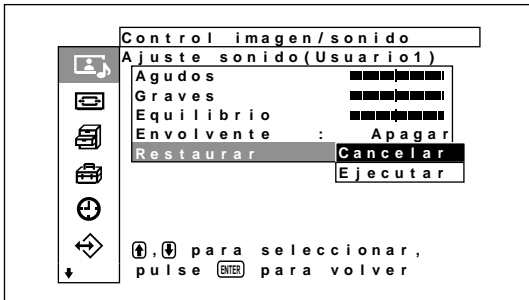 Control imagen/sonido
Ajuste sonido(Usuario1)
Agudos
Graves
Equilibrio
Envolvente : Apagar
Restaurar Cancelar
Ejecutar
, para seleccionar,
pulse ENTER para volver